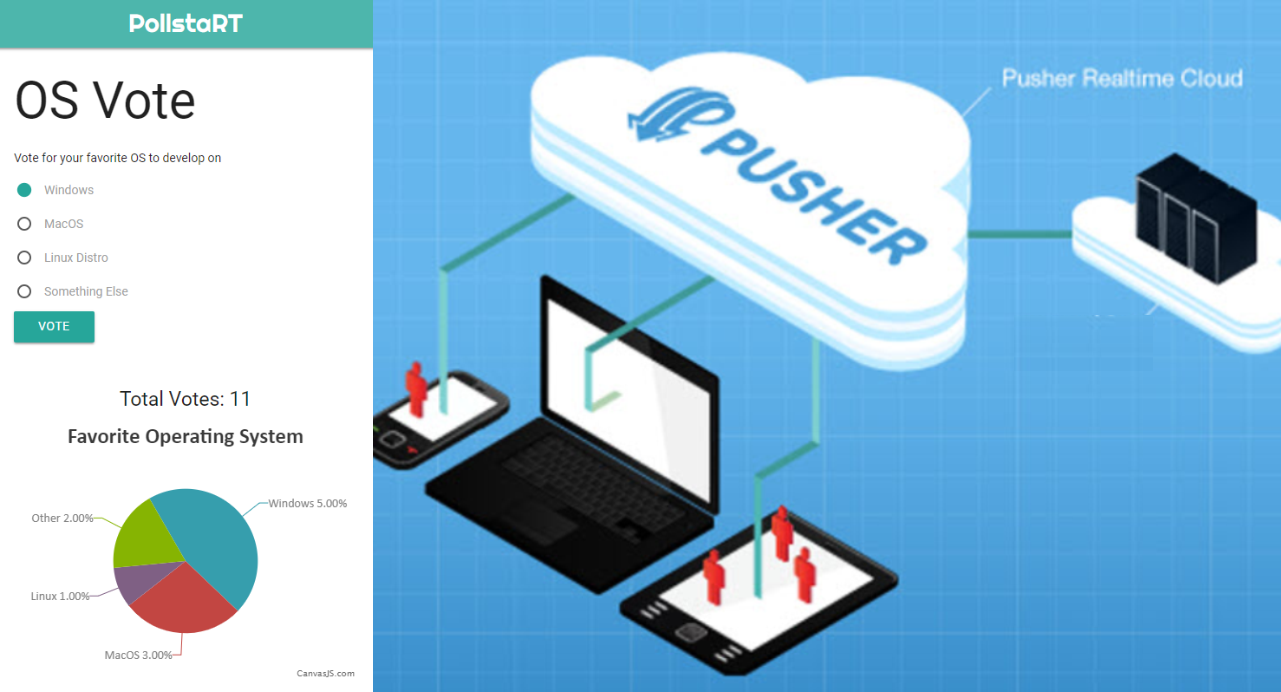 PollstaRT
OS Vote
Vote for your favorite OS to develop on
Windows
MacOS
Linux Distro
Something Else
VOTE
Total Votes: 11
Favorite Operating System
Windows 5.00%
Other 2.00%
Linux 1.00%
MacOS 3.00%
CanvasJS.com
Pusher Realtime Cloud
PUSHER